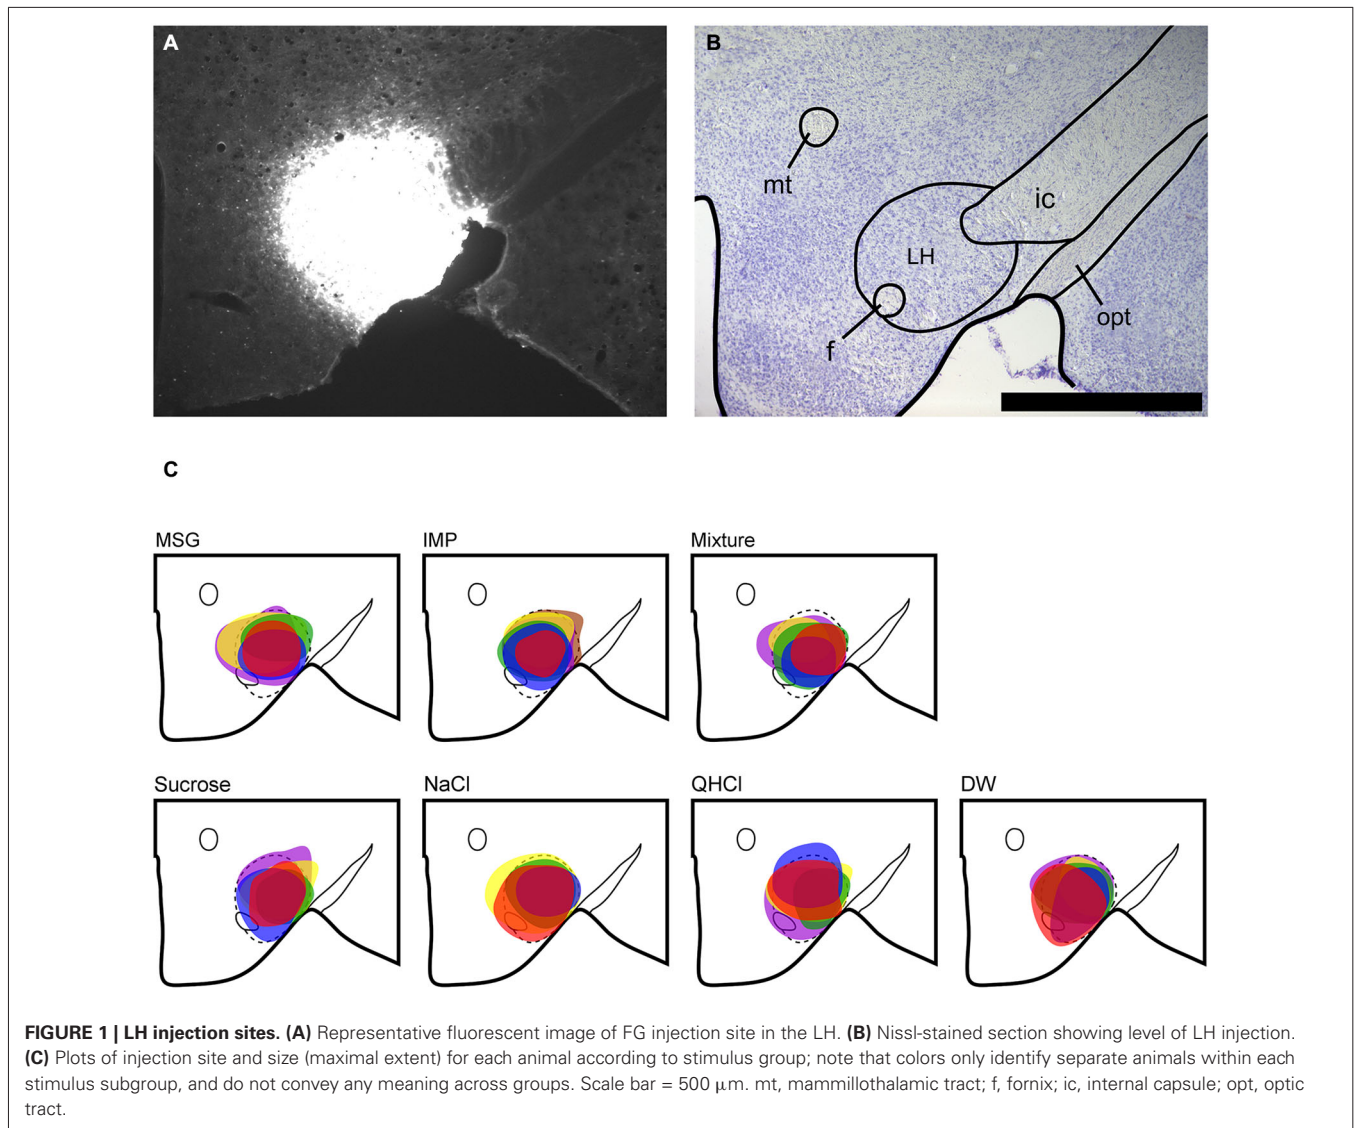 A
B
mt
ic
LH
f
opt
C
MSG
IMP
Mixture
Sucrose
NaCl
QHCl
DW
FIGURE 1 | LH injection sites. (A) Representative fluorescent image of FG injection site in the LH. (B) Nissl-stained section showing level of LH injection.
(C) Plots of injection site and size (maximal extent) for each animal according to stimulus group; note that colors only identify separate animals within each
stimulus subgroup, and do not convey any meaning across groups. Scale bar = 500 μm. mt, mammillothalamic tract; f, fornix; ic, internal capsule; opt, optic
tract.